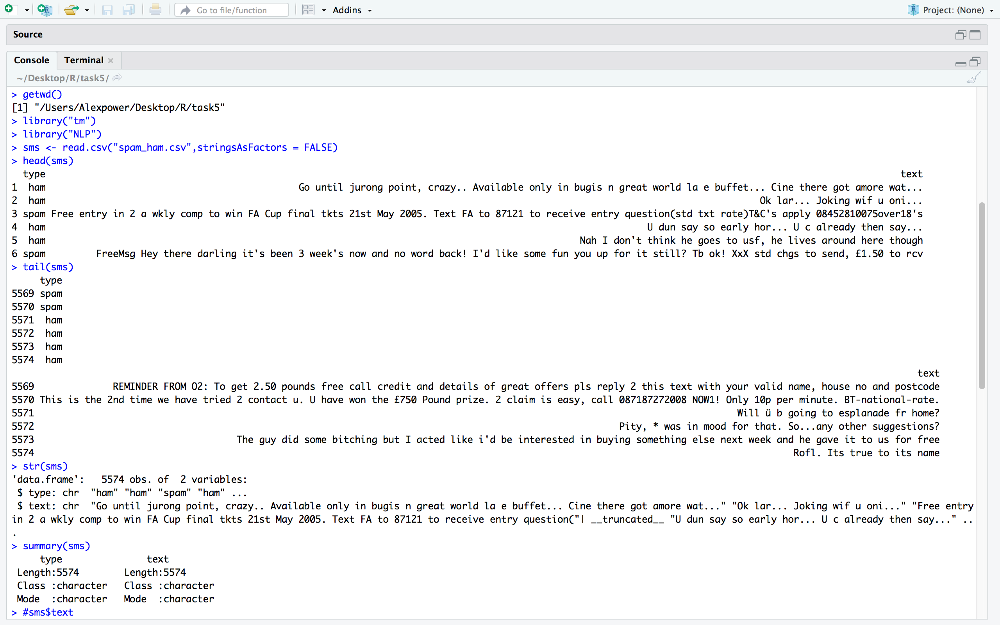 Go to file/function
Addins
Project: (None)
Source
Console
Terminal
~/Desktop/R/task5/
> getwd()
[1] "/Users/Alexpower/Desktop/R/task5"
> library("tm")
> library("NLP")
> sms <- read.csv("spam_ham.csv",stringsAsFactors = FALSE)
> head(sms)
type text
1 ham Go until jurong point, crazy.. Available only in bugis n great world la e buffet... Cine there got amore wat...
2 ham Ok lar... Joking wif u oni...
3 spam Free entry in 2 a wkly comp to win FA Cup final tkts 21st May 2005. Text FA to 87121 to receive entry question(std txt rate)T&C's apply 08452810075over18's
4 ham U dun say so early hor... U c already then say...
5 ham Nah I don't think he goes to usf, he lives around here though
6 spam FreeMsg Hey there darling it's been 3 week's now and no word back! I'd like some fun you up for it still? Tb ok! XxX std chgs to send, £1.50 to rcv
> tail(sms)
type
5569 spam
5570 spam
5571 ham
5572 ham
5573 ham
5574 ham
text
5569 REMINDER FROM O2: To get 2.50 pounds free call credit and details of great offers pls reply 2 this text with your valid name, house no and postcode
5570 This is the 2nd time we have tried 2 contact u. U have won the £750 Pound prize. 2 claim is easy, call 087187272008 NOW1! Only 10p per minute. BT-national-rate.
5571 Will ü b going to esplanade fr home?
5572 Pity, * was in mood for that. So...any other suggestions?
5573 The guy did some bitching but I acted like i'd be interested in buying something else next week and he gave it to us for free
5574 Rofl. Its true to its name
> str(sms)
'data.frame': 5574 obs. of 2 variables:
$ type: chr "ham" "ham" "spam" "ham" ...
$ text: chr "Go until jurong point, crazy.. Available only in bugis n great world la e buffet... Cine there got amore wat..." "Ok lar... Joking wif u oni..." "Free entry
in 2 a wkly comp to win FA Cup final tkts 21st May 2005. Text FA to 87121 to receive entry question("| __truncated__ "U dun say so early hor... U c already then say..." ..
.
> summary(sms)
type text
Length:5574 Length:5574
Class :character Class :character
Mode :character Mode :character
> #sms$text